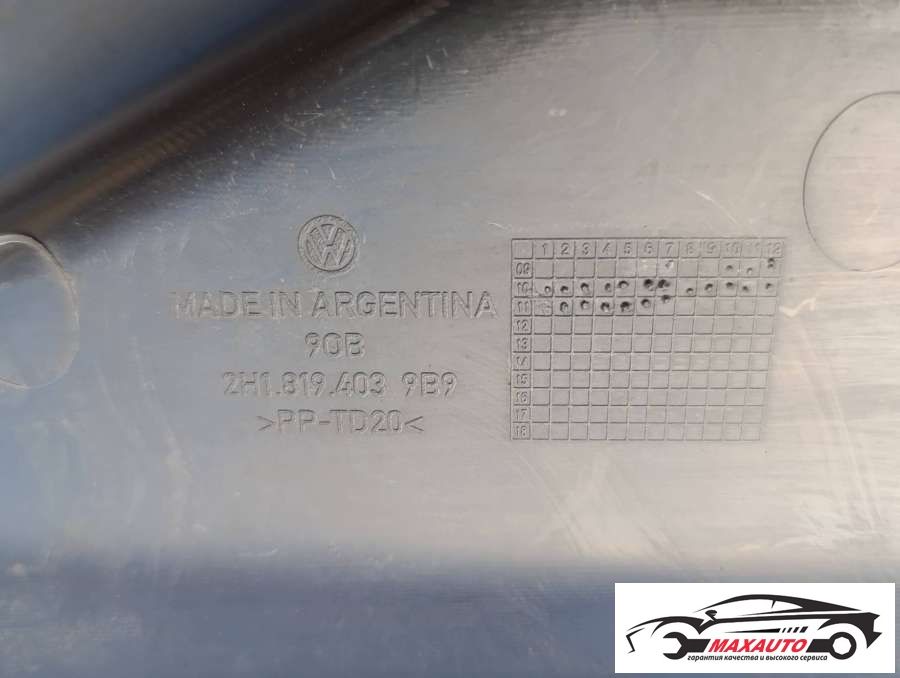 MADE IN ARGENTINA
90B
2H1.819.403 9B9
>PP-TD20<
1 2 3 4 5 6 7 8 9 10 11 12
09
10
11
12
13
14
15
16
17
18
MAXAUTO
гарантия качества и высокого сервиса